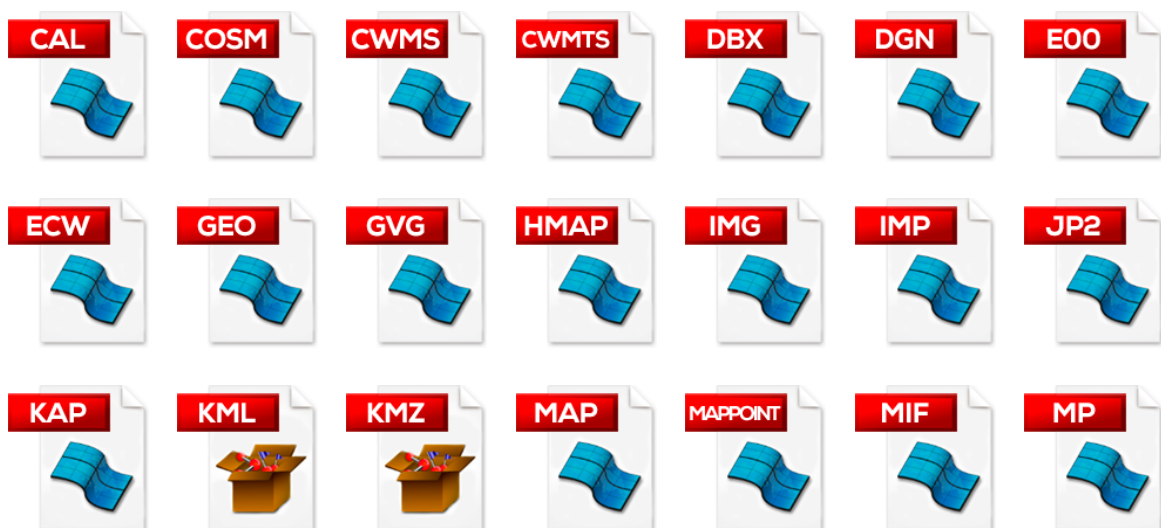 CAL COSM CWMS CWMTS DBX DGN E00
ECW GEO GVG HMAP IMG IMP JP2
KAP KML KMZ MAP MAPPOINT MIF MP